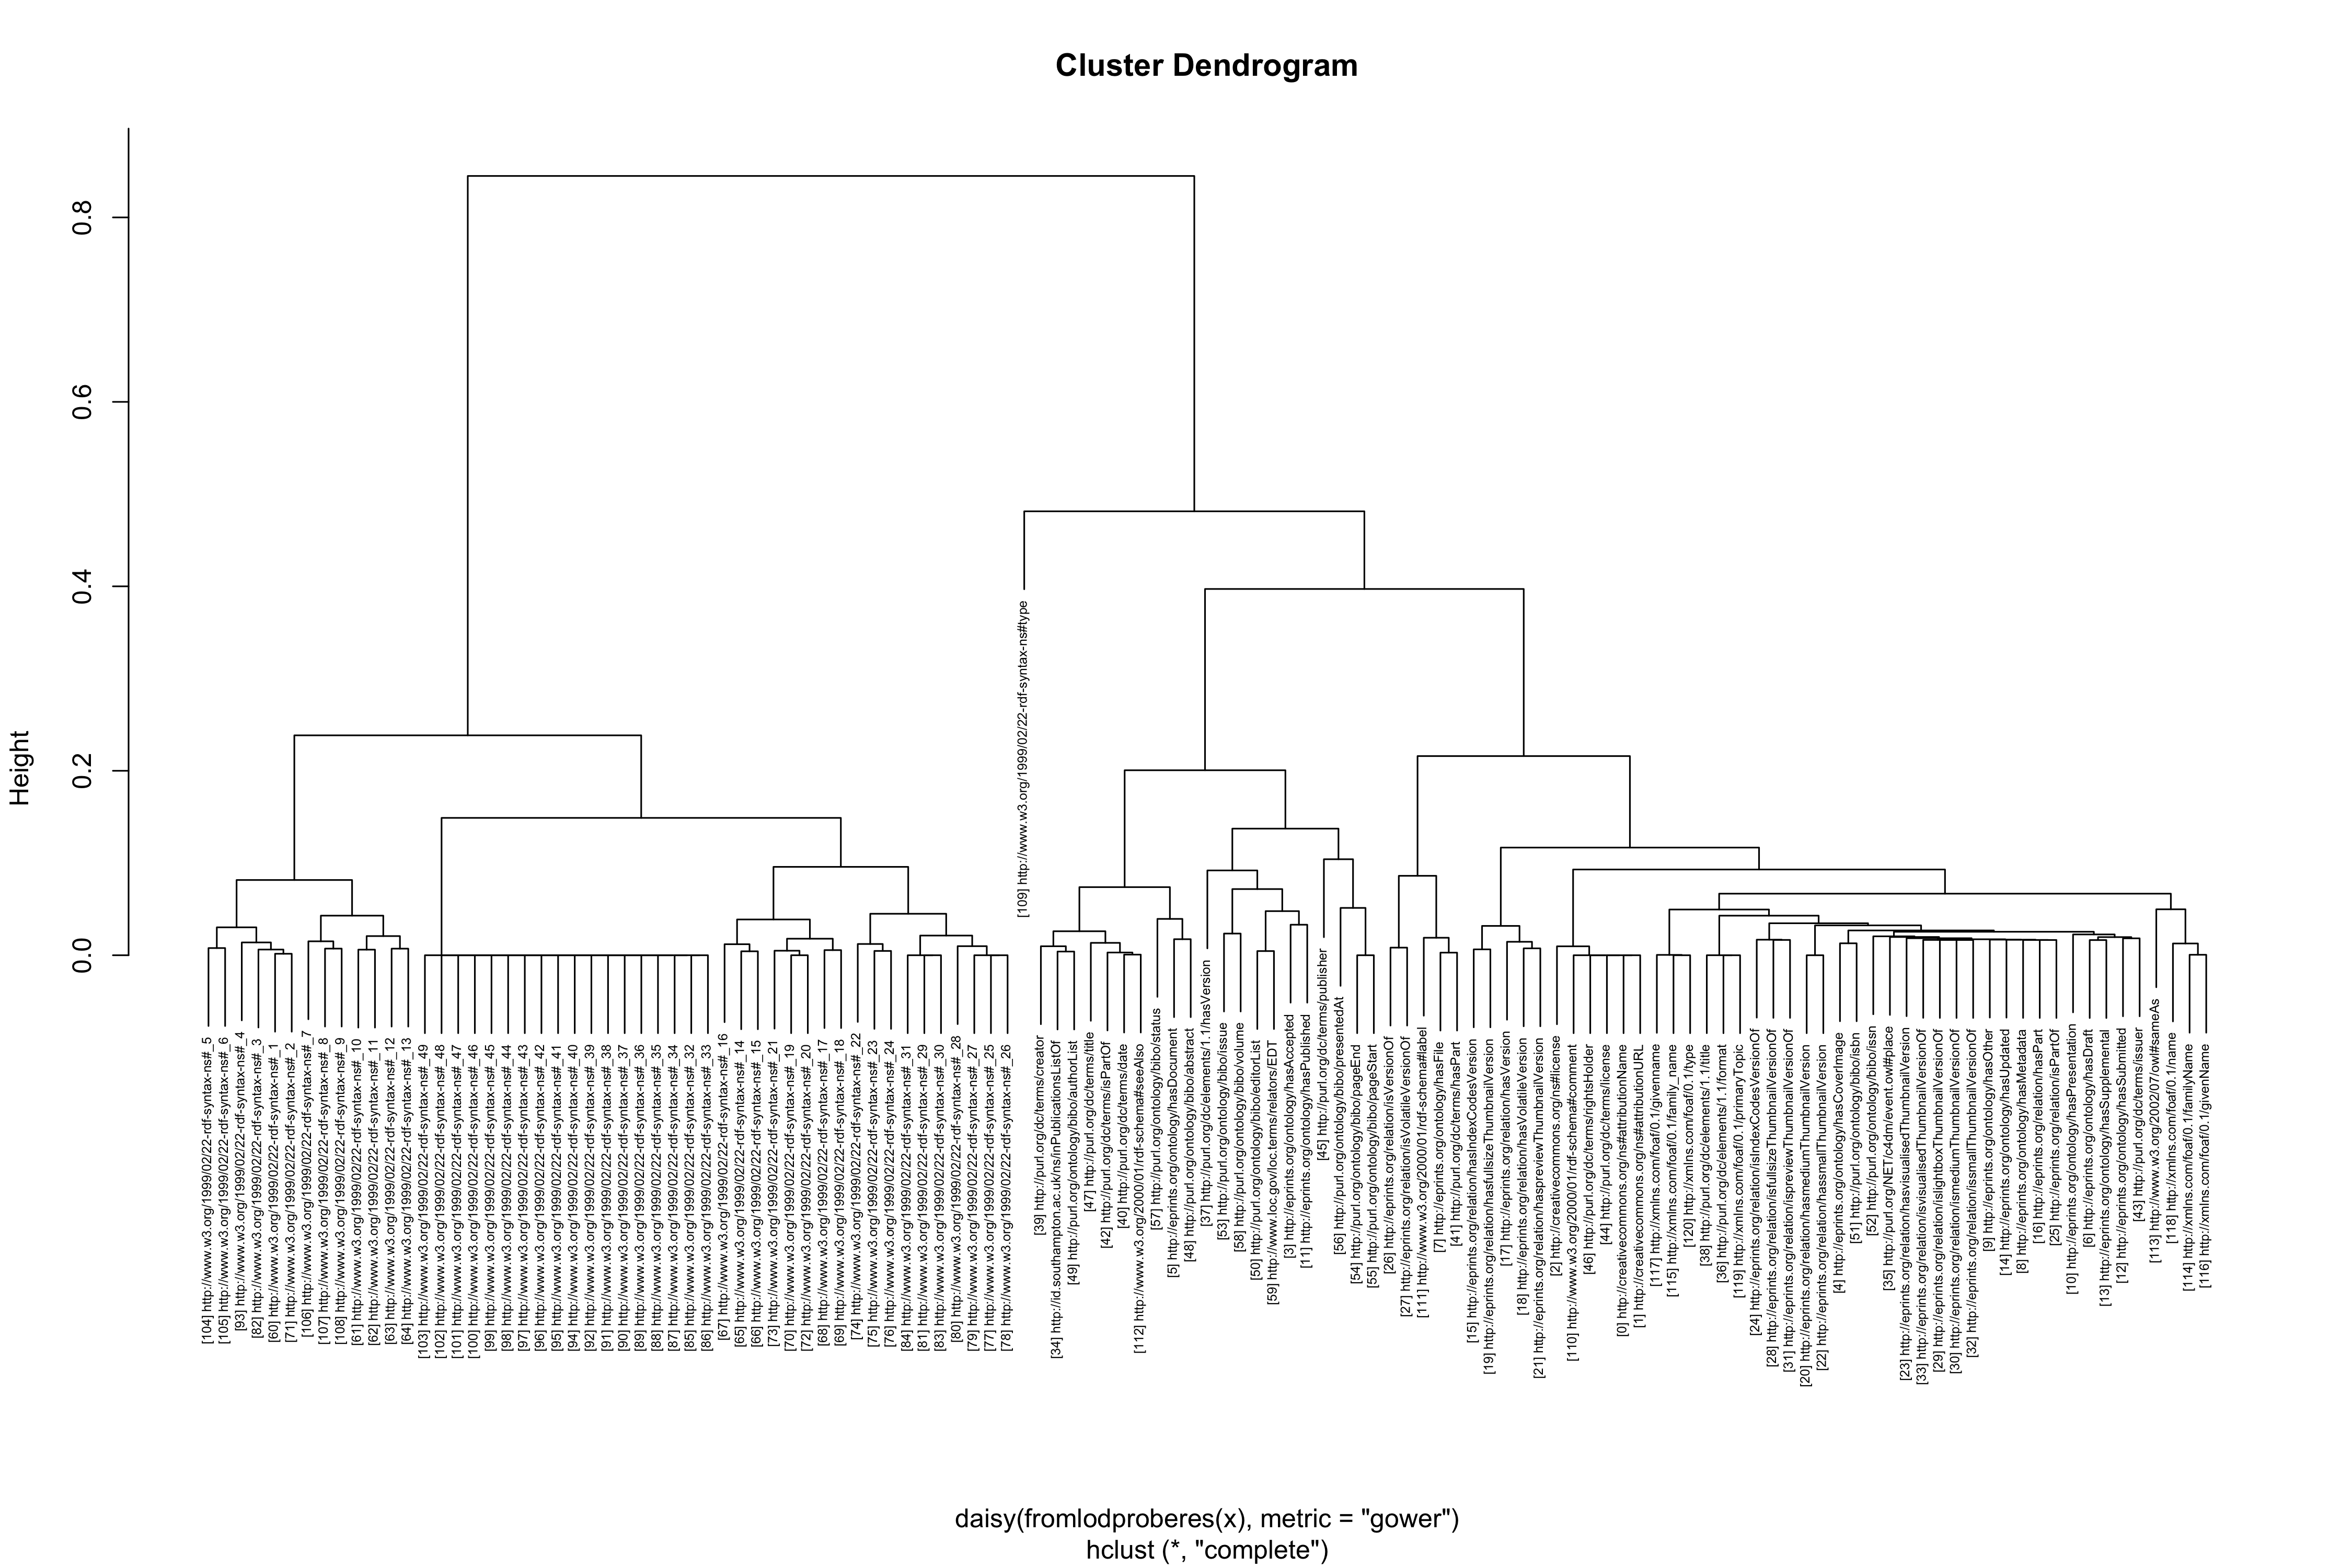 Cluster Dendrogram
Height
0.0
0.2
0.4
0.6
0.8
[104] http://www.w3.org/1999/02/22-rdf-syntax-ns#_5
[105] http://www.w3.org/1999/02/22-rdf-syntax-ns#_6
[93] http://www.w3.org/1999/02/22-rdf-syntax-ns#_4
[82] http://www.w3.org/1999/02/22-rdf-syntax-ns#_3
[60] http://www.w3.org/1999/02/22-rdf-syntax-ns#_1
[71] http://www.w3.org/1999/02/22-rdf-syntax-ns#_2
[106] http://www.w3.org/1999/02/22-rdf-syntax-ns#_7
[107] http://www.w3.org/1999/02/22-rdf-syntax-ns#_8
[108] http://www.w3.org/1999/02/22-rdf-syntax-ns#_9
[61] http://www.w3.org/1999/02/22-rdf-syntax-ns#_10
[62] http://www.w3.org/1999/02/22-rdf-syntax-ns#_11
[63] http://www.w3.org/1999/02/22-rdf-syntax-ns#_12
[64] http://www.w3.org/1999/02/22-rdf-syntax-ns#_13
[103] http://www.w3.org/1999/02/22-rdf-syntax-ns#_49
[102] http://www.w3.org/1999/02/22-rdf-syntax-ns#_48
[101] http://www.w3.org/1999/02/22-rdf-syntax-ns#_47
[100] http://www.w3.org/1999/02/22-rdf-syntax-ns#_46
[99] http://www.w3.org/1999/02/22-rdf-syntax-ns#_45
[98] http://www.w3.org/1999/02/22-rdf-syntax-ns#_44
[97] http://www.w3.org/1999/02/22-rdf-syntax-ns#_43
[96] http://www.w3.org/1999/02/22-rdf-syntax-ns#_42
[95] http://www.w3.org/1999/02/22-rdf-syntax-ns#_41
[94] http://www.w3.org/1999/02/22-rdf-syntax-ns#_40
[92] http://www.w3.org/1999/02/22-rdf-syntax-ns#_39
[91] http://www.w3.org/1999/02/22-rdf-syntax-ns#_38
[90] http://www.w3.org/1999/02/22-rdf-syntax-ns#_37
[89] http://www.w3.org/1999/02/22-rdf-syntax-ns#_36
[88] http://www.w3.org/1999/02/22-rdf-syntax-ns#_35
[87] http://www.w3.org/1999/02/22-rdf-syntax-ns#_34
[85] http://www.w3.org/1999/02/22-rdf-syntax-ns#_32
[86] http://www.w3.org/1999/02/22-rdf-syntax-ns#_33
[67] http://www.w3.org/1999/02/22-rdf-syntax-ns#_16
[65] http://www.w3.org/1999/02/22-rdf-syntax-ns#_14
[66] http://www.w3.org/1999/02/22-rdf-syntax-ns#_15
[73] http://www.w3.org/1999/02/22-rdf-syntax-ns#_21
[70] http://www.w3.org/1999/02/22-rdf-syntax-ns#_19
[72] http://www.w3.org/1999/02/22-rdf-syntax-ns#_20
[68] http://www.w3.org/1999/02/22-rdf-syntax-ns#_17
[69] http://www.w3.org/1999/02/22-rdf-syntax-ns#_18
[74] http://www.w3.org/1999/02/22-rdf-syntax-ns#_22
[75] http://www.w3.org/1999/02/22-rdf-syntax-ns#_23
[76] http://www.w3.org/1999/02/22-rdf-syntax-ns#_24
[84] http://www.w3.org/1999/02/22-rdf-syntax-ns#_31
[81] http://www.w3.org/1999/02/22-rdf-syntax-ns#_29
[83] http://www.w3.org/1999/02/22-rdf-syntax-ns#_30
[80] http://www.w3.org/1999/02/22-rdf-syntax-ns#_28
[79] http://www.w3.org/1999/02/22-rdf-syntax-ns#_27
[77] http://www.w3.org/1999/02/22-rdf-syntax-ns#_25
[78] http://www.w3.org/1999/02/22-rdf-syntax-ns#_26
[109] http://www.w3.org/1999/02/22-rdf-syntax-ns#type
[39] http://purl.org/dc/terms/creator
[34] http://id.southampton.ac.uk/ns/inPublicationsListOf
[49] http://purl.org/ontology/bibo/authorList
[47] http://purl.org/dc/terms/title
[42] http://purl.org/dc/terms/isPartOf
[40] http://purl.org/dc/terms/date
[112] http://www.w3.org/2000/01/rdf-schema#seeAlso
[57] http://purl.org/ontology/bibo/status
[5] http://eprints.org/ontology/hasDocument
[48] http://purl.org/ontology/bibo/abstract
[37] http://purl.org/dc/elements/1.1/hasVersion
[53] http://purl.org/ontology/bibo/issue
[58] http://purl.org/ontology/bibo/volume
[50] http://purl.org/ontology/bibo/editorList
[59] http://www.loc.gov/loc.terms/relators/EDT
[3] http://eprints.org/ontology/hasAccepted
[11] http://eprints.org/ontology/hasPublished
[45] http://purl.org/dc/terms/publisher
[56] http://purl.org/ontology/bibo/presentedAt
[54] http://purl.org/ontology/bibo/pageEnd
[55] http://purl.org/ontology/bibo/pageStart
[26] http://eprints.org/relation/isVersionOf
[27] http://eprints.org/relation/isVolatileVersionOf
[111] http://www.w3.org/2000/01/rdf-schema#label
[7] http://eprints.org/ontology/hasFile
[41] http://purl.org/dc/terms/hasPart
[15] http://eprints.org/relation/hasIndexCodesVersion
[19] http://eprints.org/relation/hasfullsizeThumbnailVersion
[17] http://eprints.org/relation/hasVersion
[18] http://eprints.org/relation/hasVolatileVersion
[21] http://eprints.org/relation/haspreviewThumbnailVersion
[2] http://creativecommons.org/ns#license
[110] http://www.w3.org/2000/01/rdf-schema#comment
[46] http://purl.org/dc/terms/rightsHolder
[44] http://purl.org/dc/terms/license
[0] http://creativecommons.org/ns#attributionName
[1] http://creativecommons.org/ns#attributionURL
[117] http://xmlns.com/foaf/0.1/givenname
[115] http://xmlns.com/foaf/0.1/family_name
[120] http://xmlns.com/foaf/0.1/type
[38] http://purl.org/dc/elements/1.1/title
[36] http://purl.org/dc/elements/1.1/format
[119] http://xmlns.com/foaf/0.1/primaryTopic
[24] http://eprints.org/relation/isIndexCodesVersionOf
[28] http://eprints.org/relation/isfullsizeThumbnailVersionOf
[31] http://eprints.org/relation/ispreviewThumbnailVersionOf
[20] http://eprints.org/relation/hasmediumThumbnailVersion
[22] http://eprints.org/relation/hassmallThumbnailVersion
[4] http://eprints.org/ontology/hasCoverImage
[51] http://purl.org/ontology/bibo/isbn
[52] http://purl.org/ontology/bibo/issn
[35] http://purl.org/NET/c4dm/event.owl#place
[23] http://eprints.org/relation/hasvisualisedThumbnailVersion
[33] http://eprints.org/relation/isvisualisedThumbnailVersionOf
[29] http://eprints.org/relation/islightboxThumbnailVersionOf
[30] http://eprints.org/relation/ismediumThumbnailVersionOf
[32] http://eprints.org/relation/issmallThumbnailVersionOf
[9] http://eprints.org/ontology/hasOther
[14] http://eprints.org/ontology/hasUpdated
[8] http://eprints.org/ontology/hasMetadata
[16] http://eprints.org/relation/hasPart
[25] http://eprints.org/relation/isPartOf
[10] http://eprints.org/ontology/hasPresentation
[6] http://eprints.org/ontology/hasDraft
[13] http://eprints.org/ontology/hasSupplemental
[12] http://eprints.org/ontology/hasSubmitted
[43] http://purl.org/dc/terms/issuer
[113] http://www.w3.org/2002/07/owl#sameAs
[118] http://xmlns.com/foaf/0.1/name
[114] http://xmlns.com/foaf/0.1/familyName
[116] http://xmlns.com/foaf/0.1/givenName
daisy(fromlodproberes(x), metric = "gower")
hclust (*, "complete")